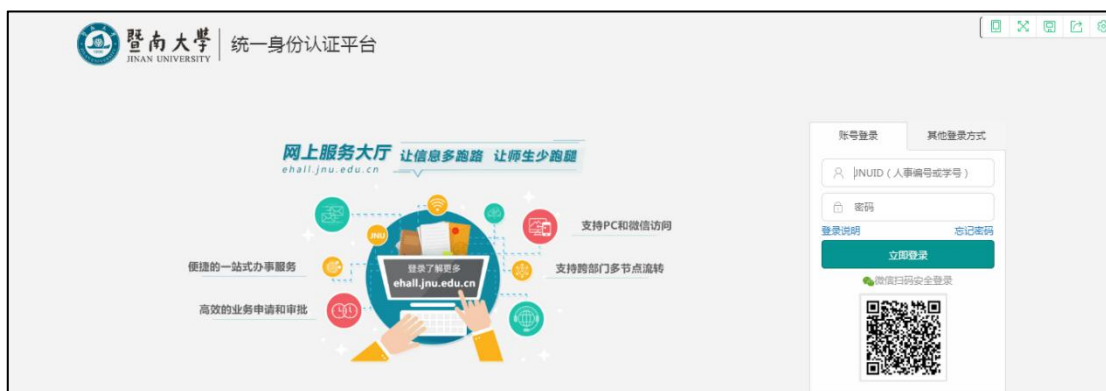 暨南大學
JINAN UNIVERSITY
统一身份认证平台
网上服务大厅 让信息多跑路 让师生少跑腿
ehall.jnu.edu.cn
JNU
支持PC和微信访问
便捷的一站式办事服务
登录了解更多
ehall.jnu.edu.cn
支持跨部门多节点流转
高效的业务申请和审批
账号登录 其他登录方式
JNUID（人事编号或学号）
密码
登录说明 忘记密码
立即登录
微信扫码安全登录